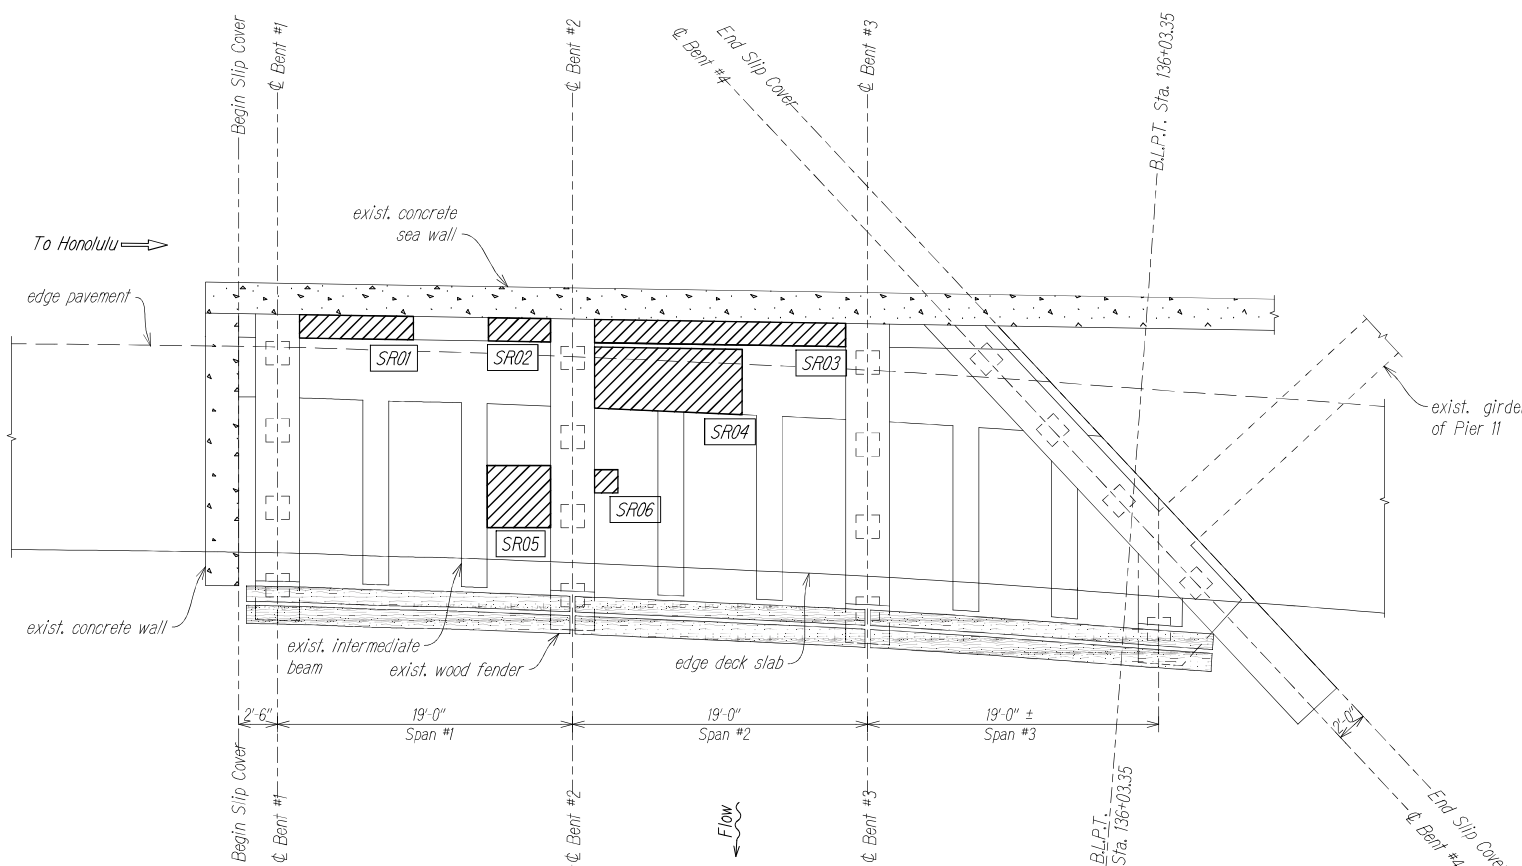 Begin Slip Cover
℄ Bent #1
℄ Bent #2
℄ Bent #3
℄ Bent #4
End Slip Cover
B.L.P.T. Sta. 136+03.35
exist. concrete
sea wall
To Honolulu
edge pavement
SR01
SR02
SR03
SR04
SR05
SR06
exist. girde
of Pier 11
exist. concrete wall
exist. intermediate
beam
exist. wood fender
edge deck slab
2'-6"
19'-0"
Span #1
19'-0"
Span #2
19'-0" ±
Span #3
2'-0"
Begin Slip Cover
℄ Bent #1
℄ Bent #2
Flow
℄ Bent #3
B.L.P.T.
Sta. 136+03.35
℄ Bent #4
End Slip Cove